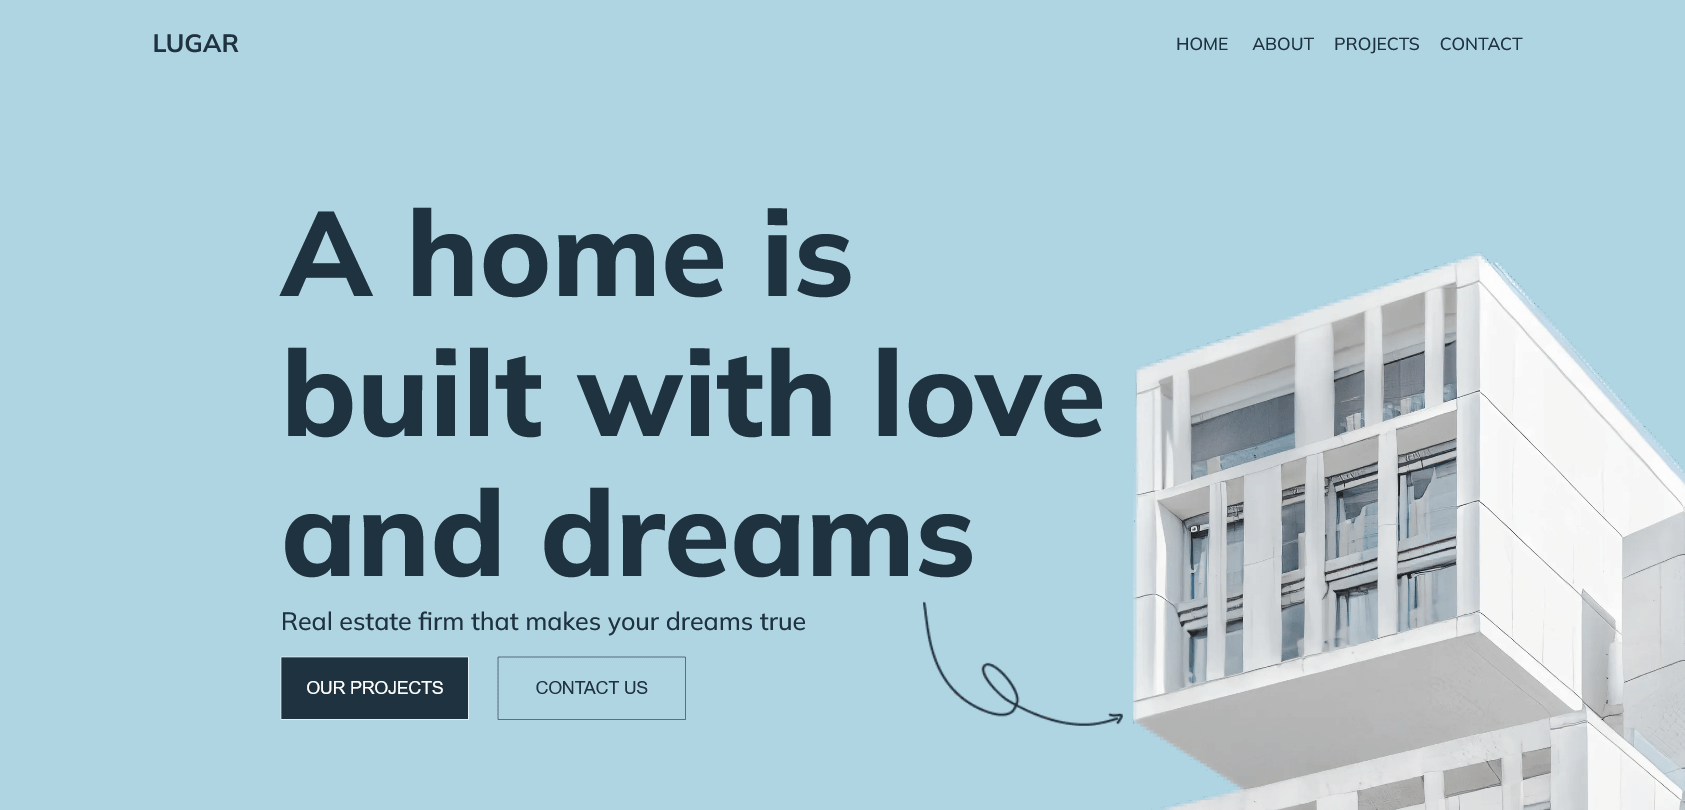 LUGAR
HOME ABOUT PROJECTS CONTACT
A home is
built with love
and dreams
Real estate firm that makes your dreams true
OUR PROJECTS CONTACT US